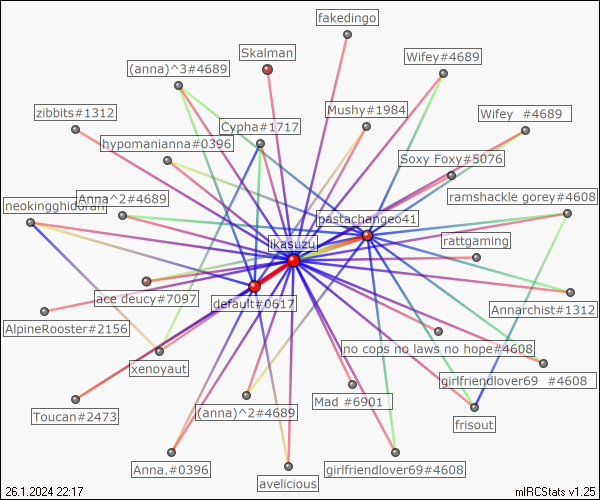 fakedingo
Skalman
Wifey#4689
(anna)^3#4689
zibbits#1312
Mushy#1984
Wifey #4689
Cypha#1717
hypomanianna#0396
Soxy Foxy#5076
Anna^2#4689
ramshackle gorey#4608
neokingghidorah
pastachangeo41
ikasuzu
rattgaming
ace deucy#7097
default#0617
Annarchist#1312
AlpineRooster#2156
no cops no laws no hope#4608
xenoyaut
girlfriendlover69 #4608
Mad #6901
(anna)^2#4689
Toucan#2473
frisout
Anna.#0396
girlfriendlover69#4608
avelicious
26.1.2024 22:17
mIRCStats v1.25